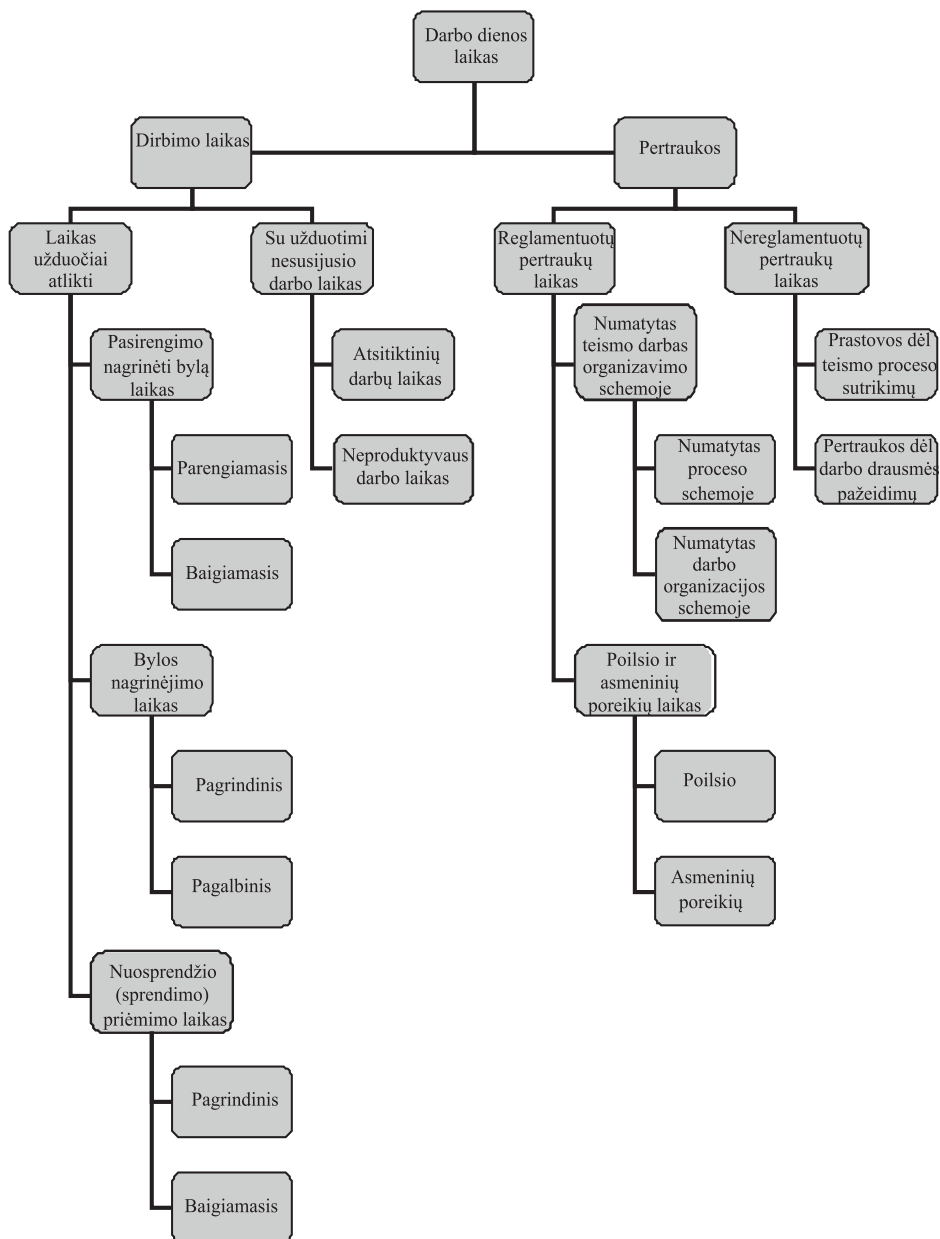 Darbo dienos
laikas
Dirbimo laikas
Pertraukos
Laikas
užduočiai
atlikti
Su užduotimi
nesusijusio
darbo laikas
Reglamentuotų
pertraukų
laikas
Nereglamentuotų
pertraukų
laikas
Pasirengimo
nagrinėti bylą
laikas
Atsitiktinių
darbų laikas
Numatytas
teismo darbas
organizavimo
schemoje
Prastovos dėl
teismo proceso
sutrikimų
Parengiamasis
Neproduktyvaus
darbo laikas
Numatytas
proceso
schemoje
Pertraukos dėl
darbo drausmės
pažeidimų
Baigiamasis
Numatytas
darbo
organizacijos
schemoje
Bylos
nagrinėjimo
laikas
Poilsio ir
asmeninių
poreikių laikas
Pagrindinis
Poilsio
Pagalbinis
Asmeninių
poreikių
Nuosprendžio
(sprendimo)
priėmimo laikas
Pagrindinis
Baigiamasis